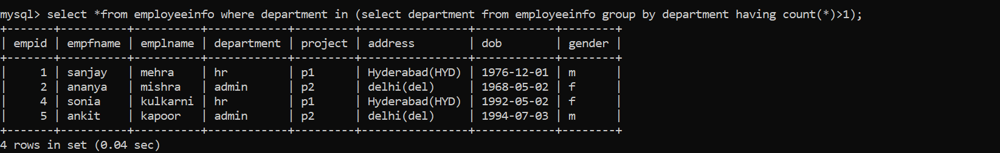 mysql> select *from employeeinfo where department in (select department from employeeinfo group by department having count(*)>1);
+-------+----------+----------+------------+---------+---------------+------------+--------+
| empid | empfname | emplname | department | project | address       | dob        | gender |
+-------+----------+----------+------------+---------+---------------+------------+--------+
|     1 | sanjay   | mehra    | hr         | p1      | Hyderabad(HYD) | 1976-12-01 | m      |
|     2 | ananya   | mishra   | admin      | p2      | delhi(del)    | 1968-05-02 | f      |
|     4 | sonia    | kulkarni | hr         | p1      | Hyderabad(HYD) | 1992-05-02 | f      |
|     5 | ankit    | kapoor   | admin      | p2      | delhi(del)    | 1994-07-03 | m      |
+-------+----------+----------+------------+---------+---------------+------------+--------+
4 rows in set (0.04 sec)